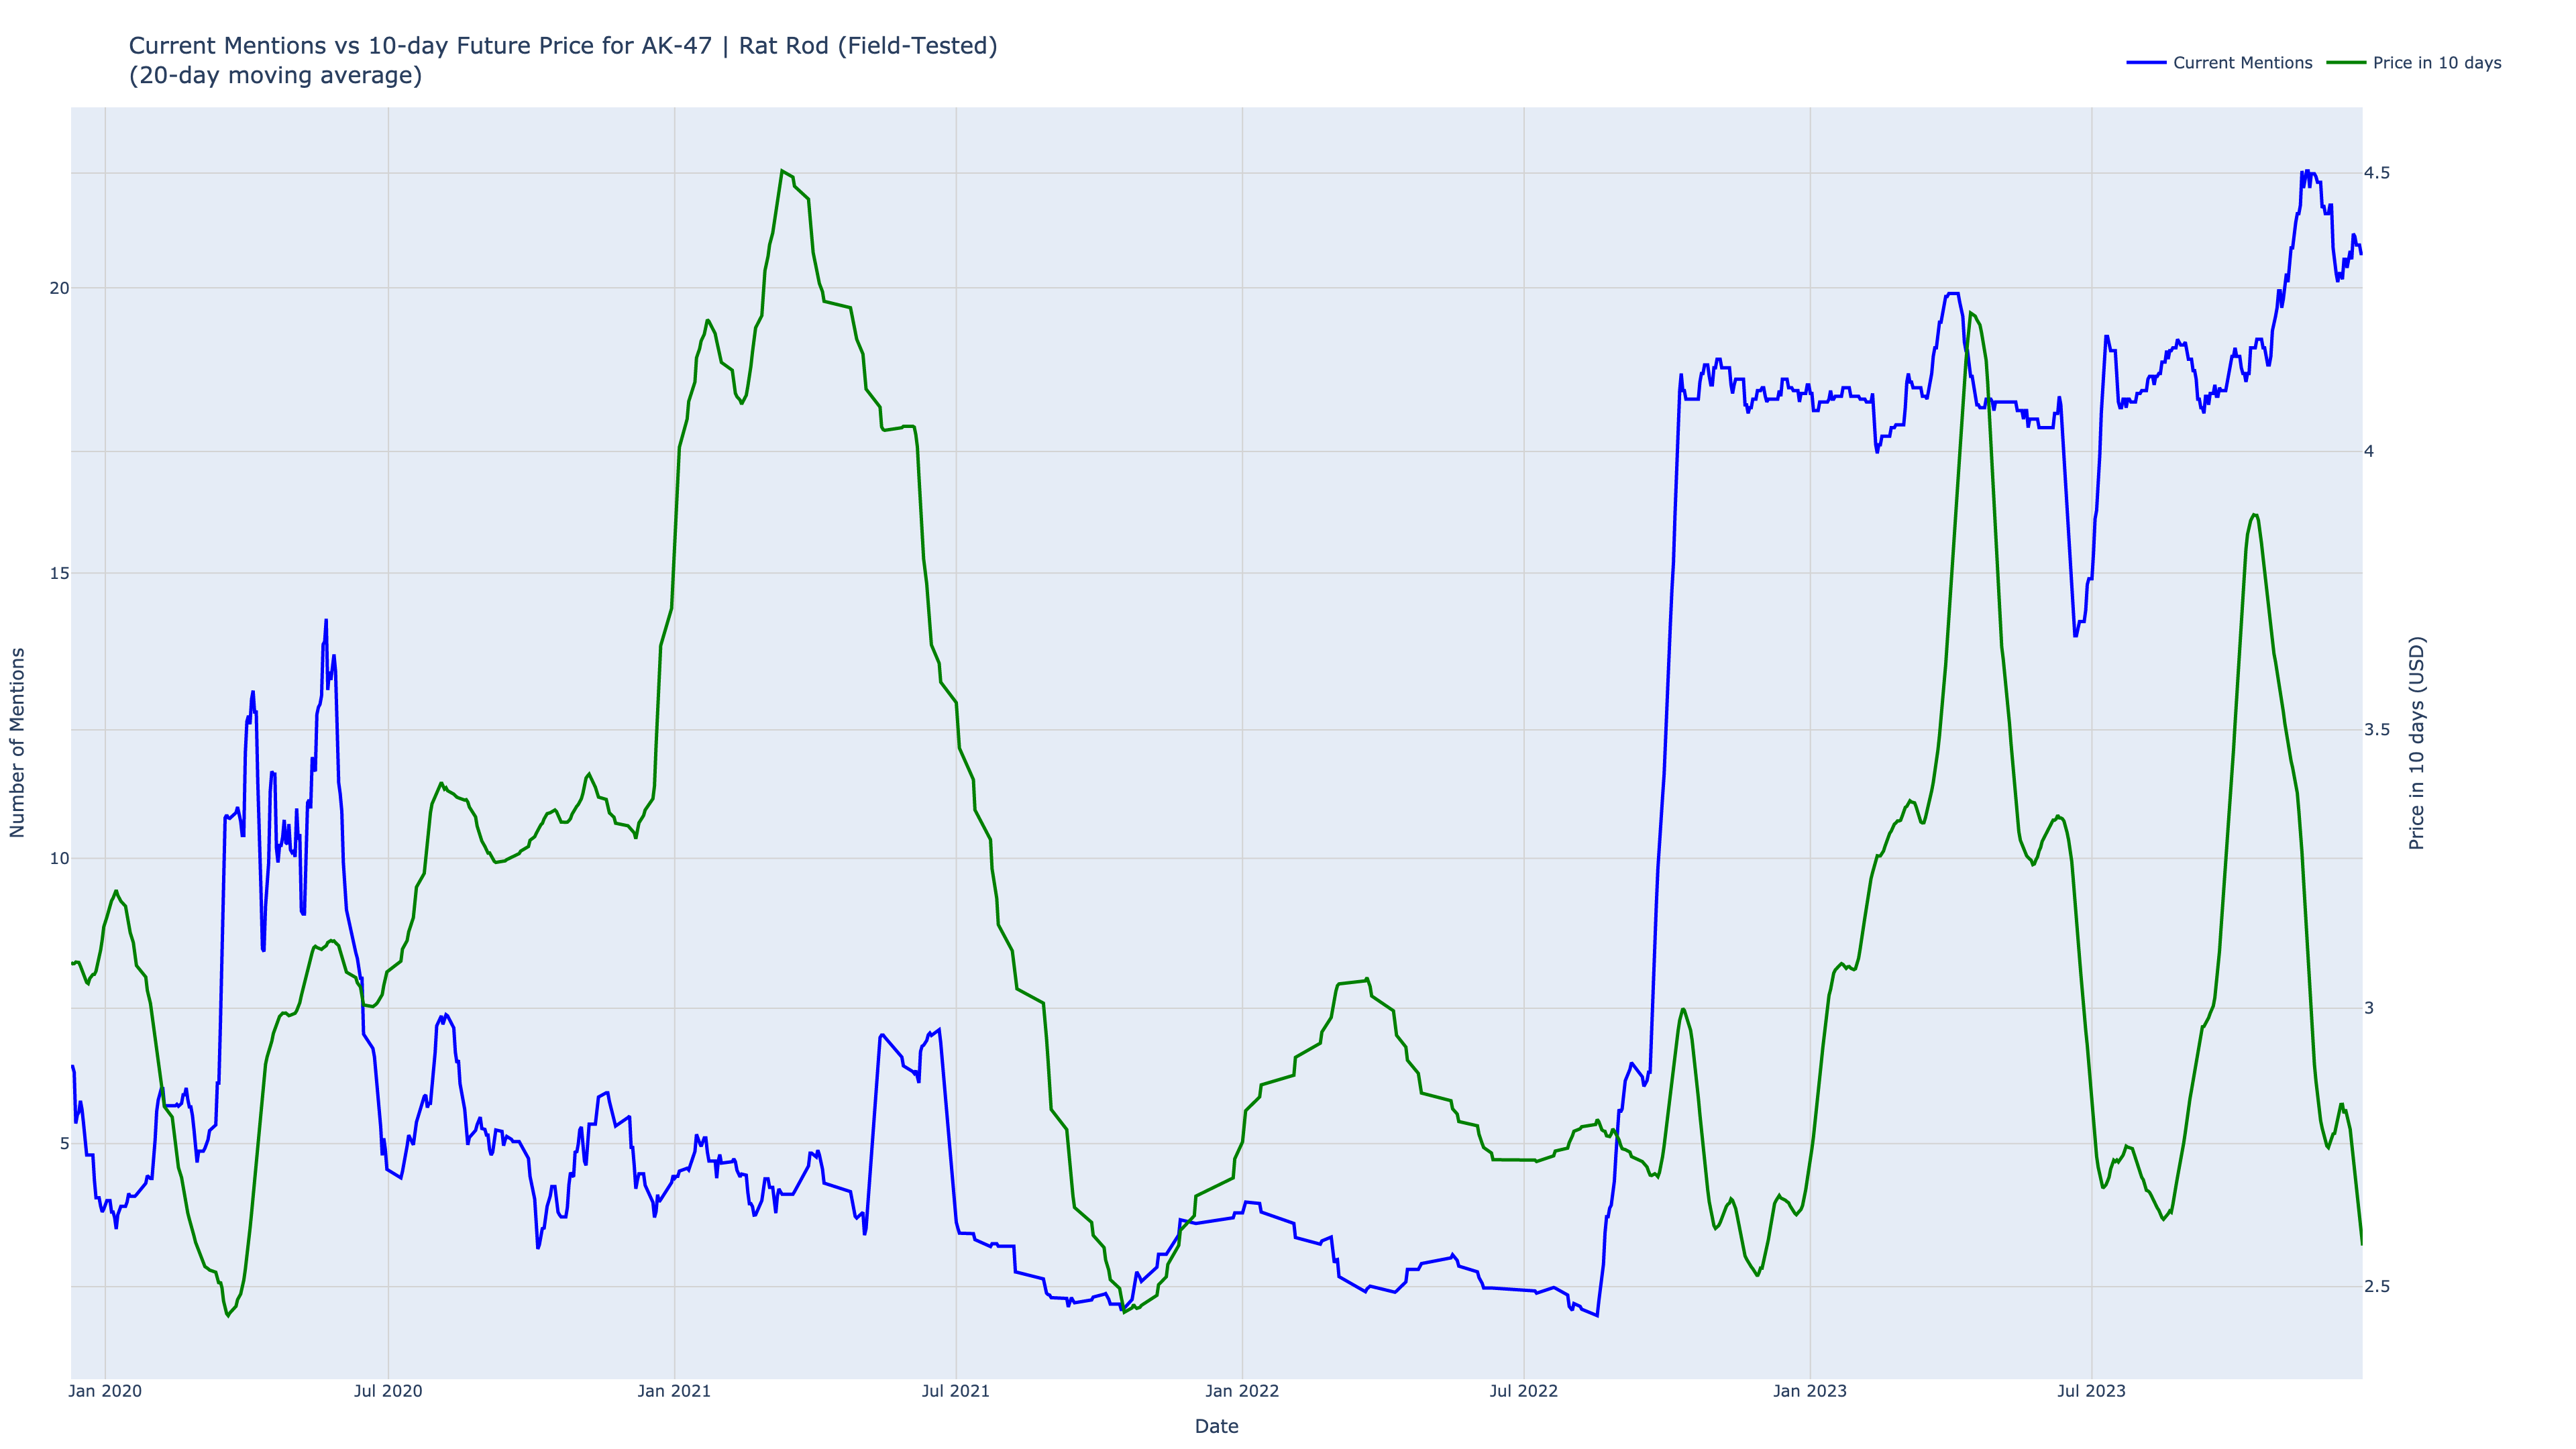 Current Mentions vs 10-day Future Price for AK-47 | Rat Rod (Field-Tested)
(20-day moving average)
Current Mentions
Price in 10 days
20
15
10
5
Number of Mentions
4.5
4
3.5
3
2.5
Price in 10 days (USD)
Jan 2020
Jul 2020
Jan 2021
Jul 2021
Jan 2022
Jul 2022
Jan 2023
Jul 2023
Date